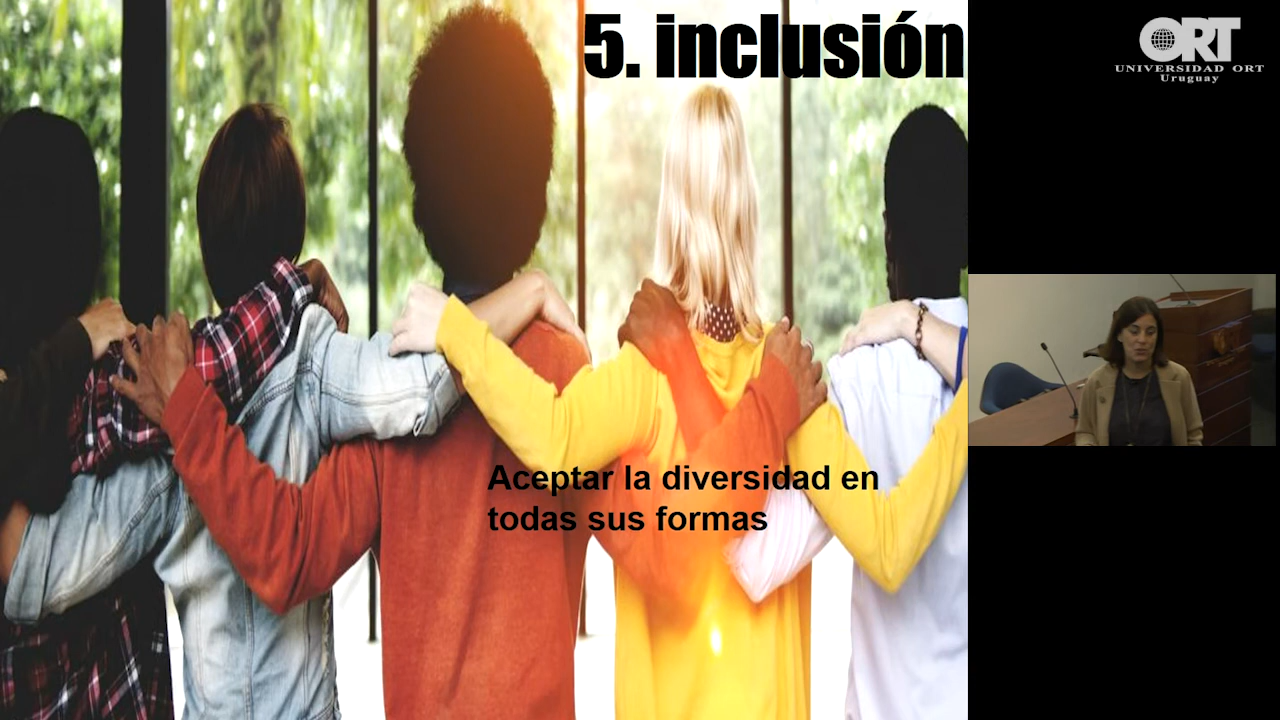 5. inclusión
Aceptar la diversidad en
todas sus formas
ORT
UNIVERSIDAD ORT
Uruguay